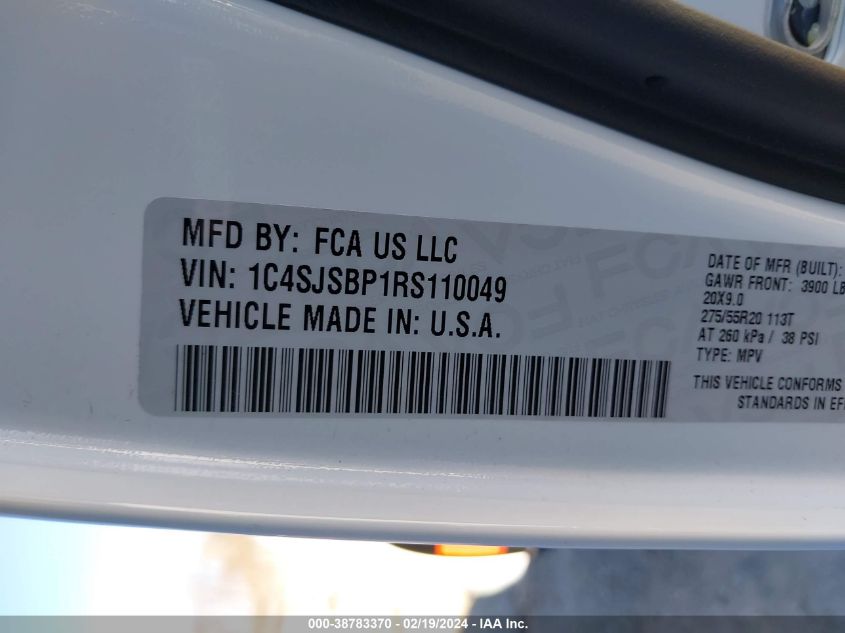 MFD BY: FCA US LLC
VIN: 1C4SJSBP1RS110049
VEHICLE MADE IN: U.S.A.
DATE OF MFR (BUILT):
GAWR FRONT: 3900 LB
20X9.0
275/55R20 113T
AT 260 kPa / 38 PSI
TYPE: MPV
THIS VEHICLE CONFORMS
STANDARDS IN EF
000-38783370 - 02/19/2024 - IAA Inc.